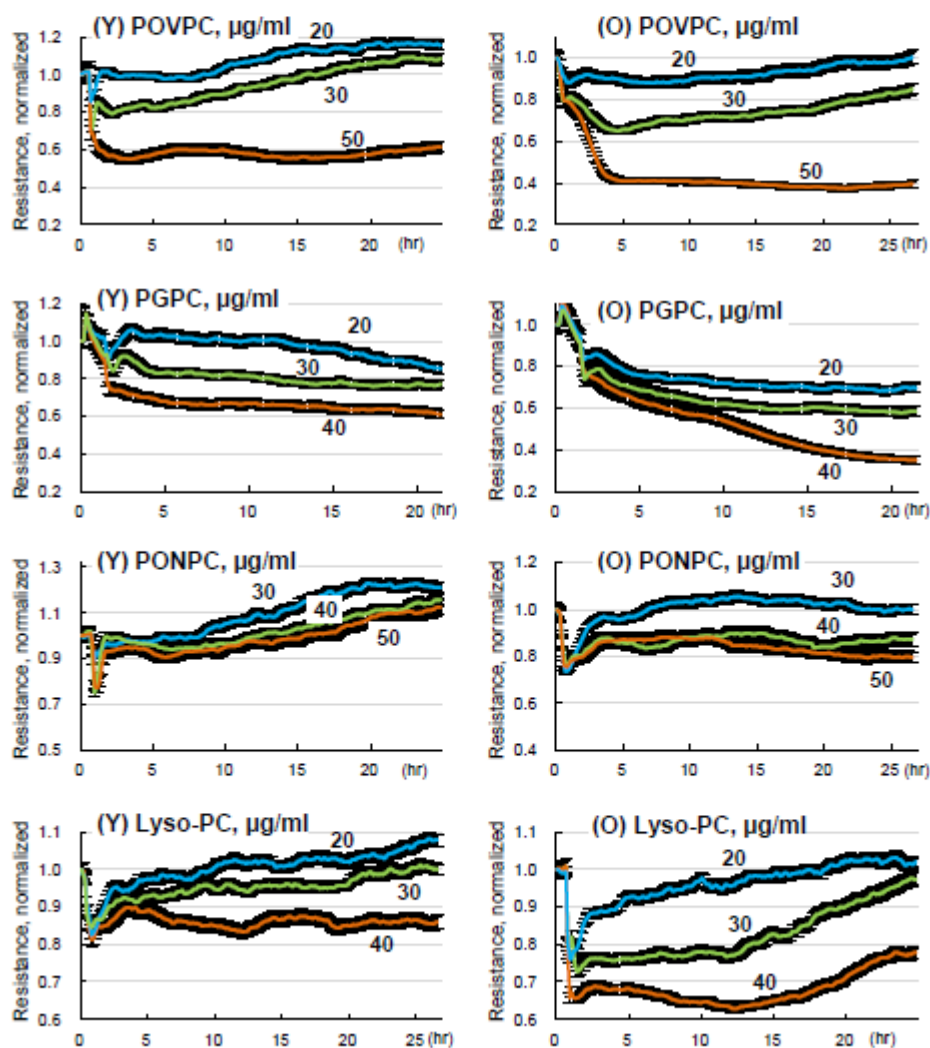 (Y) POVPC, µg/ml
Resistance, normalized
1.2
1.0
0.8
0.6
0.4
0.2
20
30
50
0 5 10 15 20 (hr)
(O) POVPC, µg/ml
Resistance, normalized
1.0
0.8
0.6
0.4
0.2
20
30
50
0 5 10 15 20 25 (hr)
(Y) PGPC, µg/ml
Resistance, normalized
1.2
1.0
0.8
0.6
0.4
0.2
20
30
40
0 5 10 15 20 (hr)
(O) PGPC, µg/ml
Resistance, normalized
1.0
0.8
0.6
0.4
0.2
20
30
40
0 5 10 15 20 (hr)
(Y) PONPC, µg/ml
Resistance, normalized
1.3
1.1
0.9
0.7
0.5
30
40
50
0 5 10 15 20 (hr)
(O) PONPC, µg/ml
Resistance, normalized
1.2
1.0
0.8
0.6
0.4
30
40
50
0 5 10 15 20 25 (hr)
(Y) Lyso-PC, µg/ml
Resistance, normalized
1.1
1.0
0.9
0.8
0.7
0.6
20
30
40
0 5 10 15 20 25 (hr)
(O) Lyso-PC, µg/ml
Resistance, normalized
1.1
1.0
0.9
0.8
0.7
0.6
20
30
40
0 5 10 15 20 25 (hr)